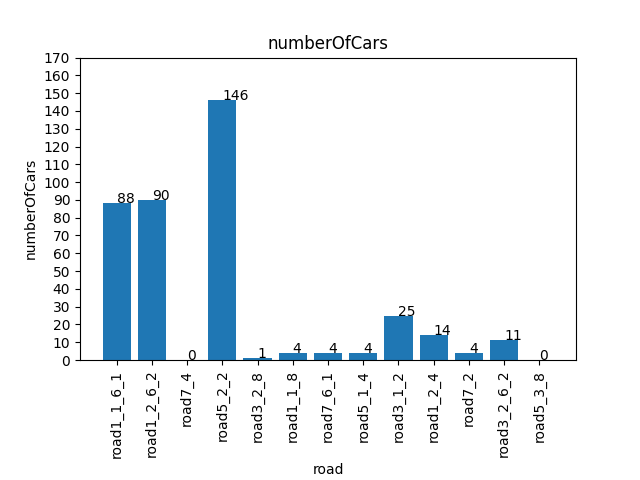 numberOfCars
numberOfCars
170
160
150
140
130
120
110
100
90
80
70
60
50
40
30
20
10
0
88
90
0
146
1
4
4
4
25
14
4
11
0
road1_1_6_1
road1_2_6_2
road7_4
road5_2_2
road3_2_8
road1_1_8
road7_6_1
road5_1_4
road3_1_2
road1_2_4
road7_2
road3_2_6_2
road5_3_8
road